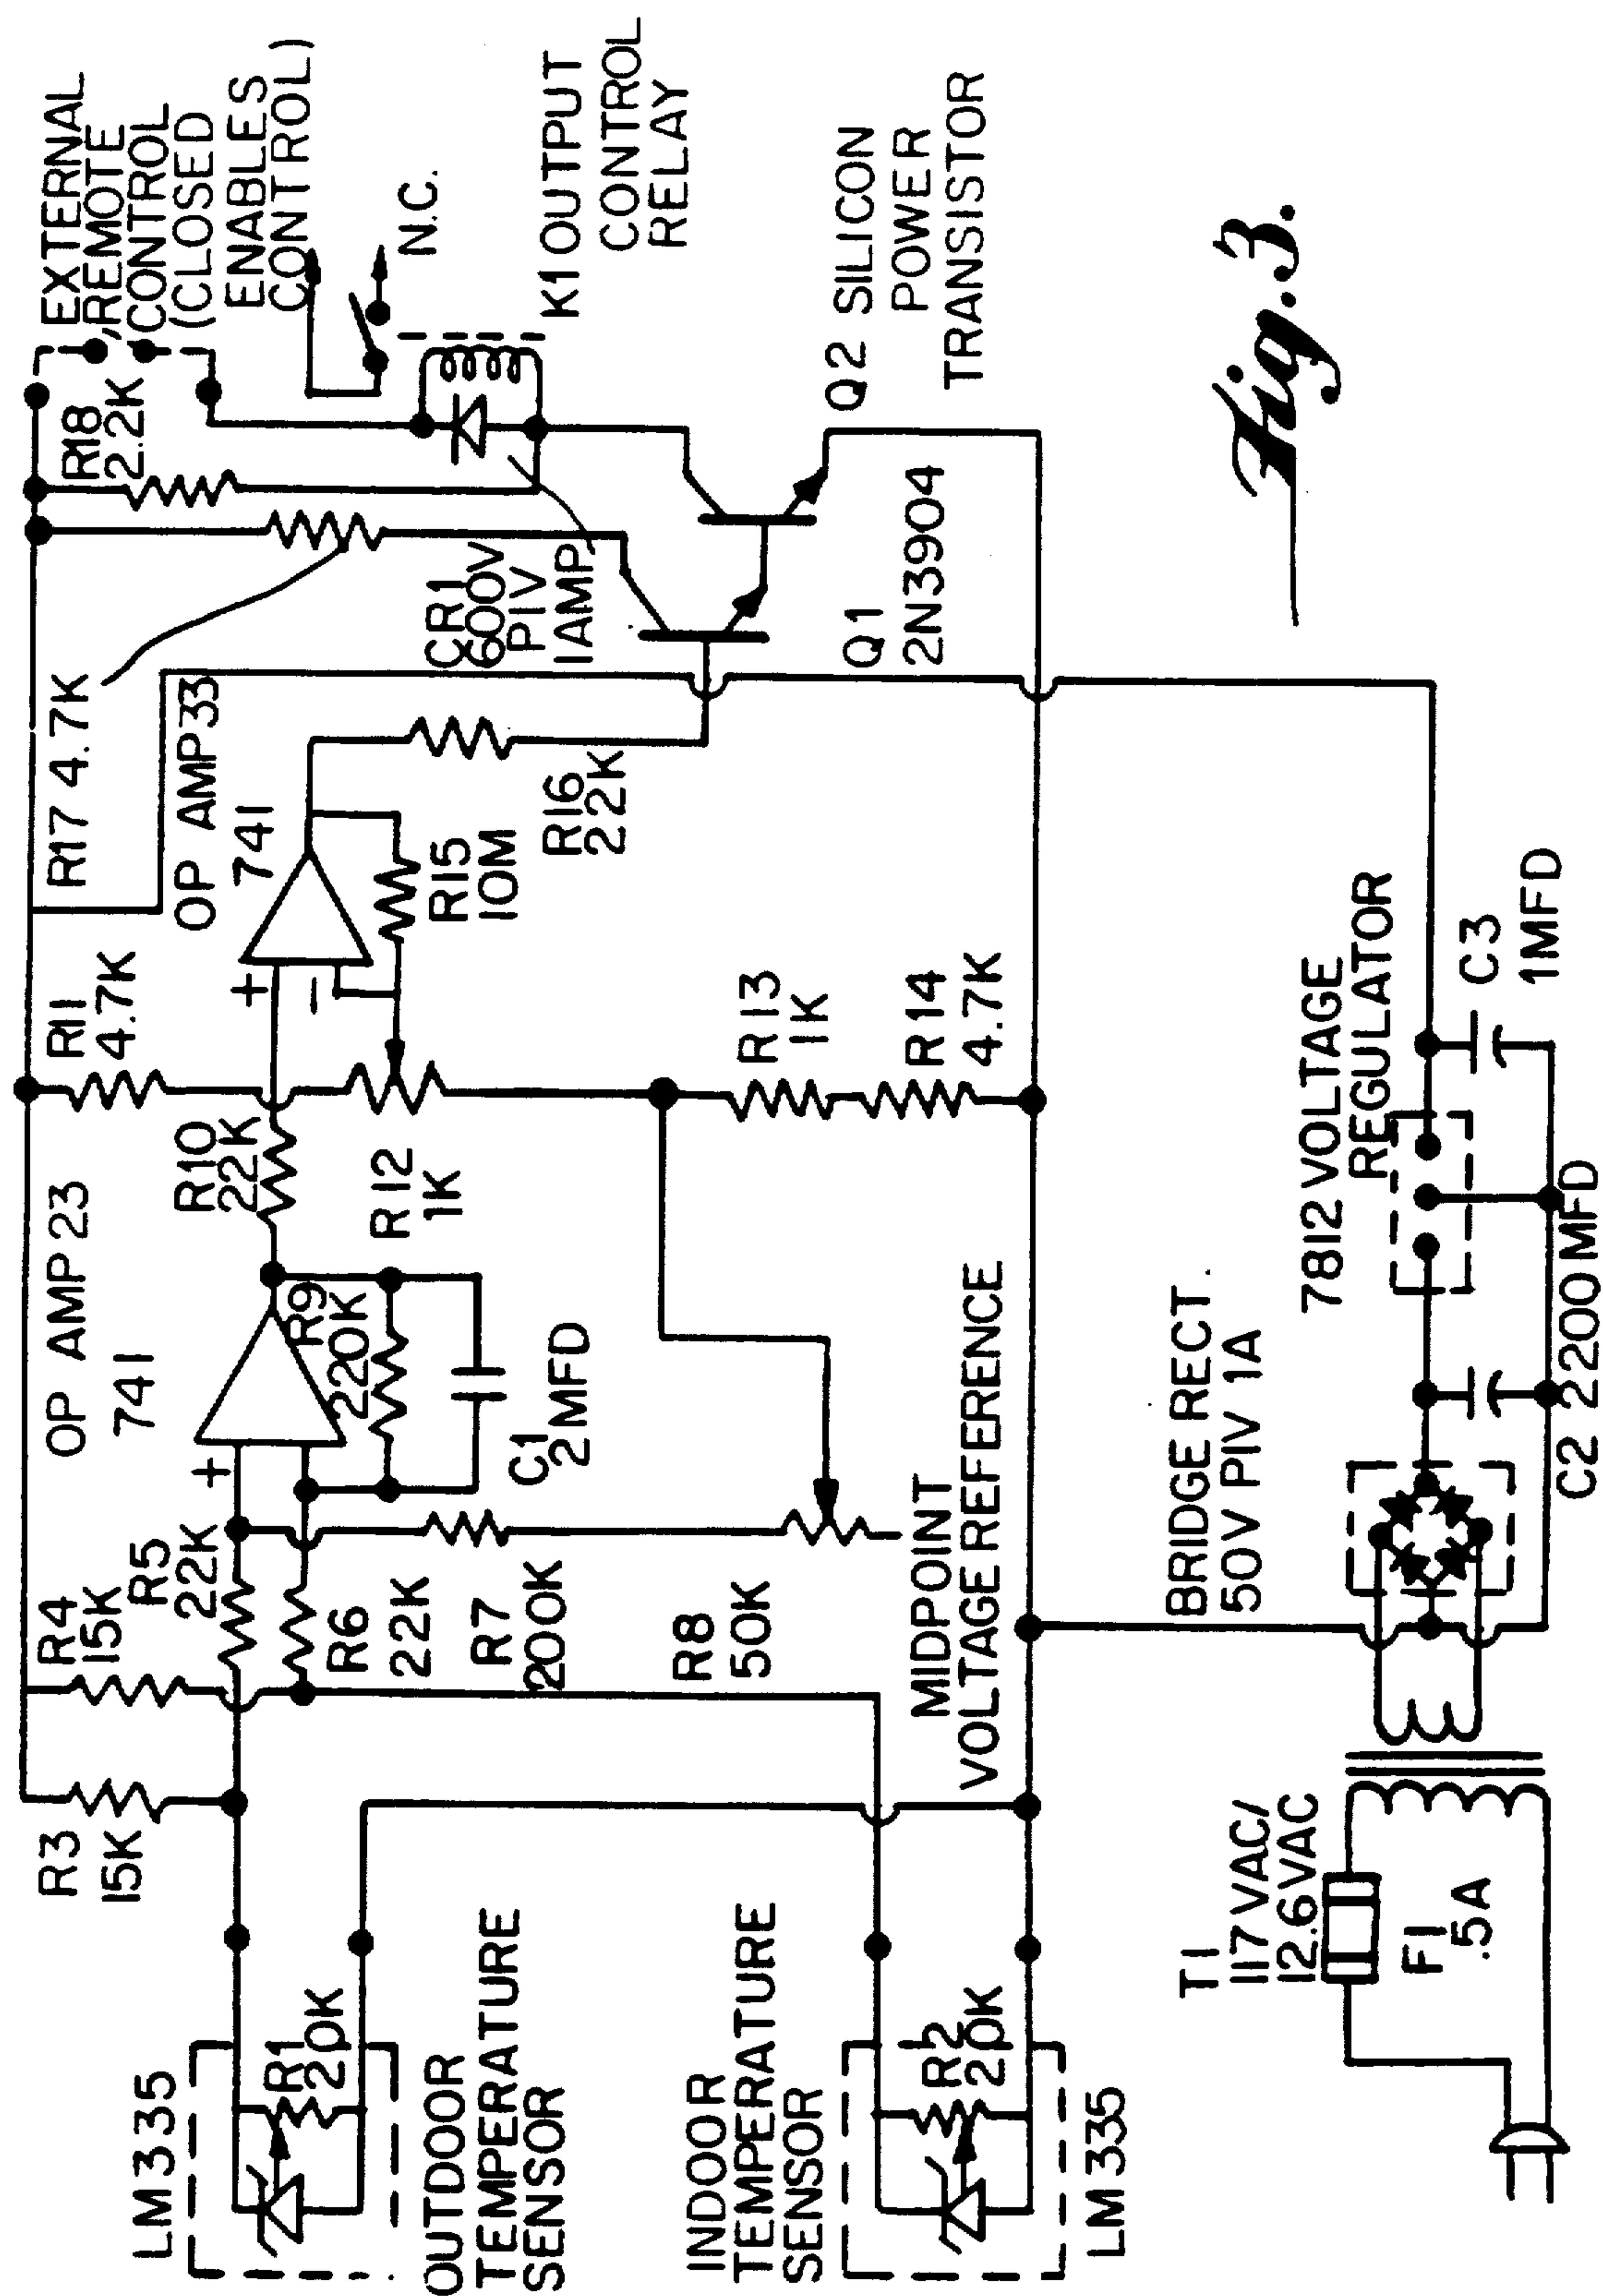 EXTERNAL
REMOTE
CONTROL
(CLOSED
ENABLES
CONTROL)
N.C.
K1 OUTPUT
CONTROL
RELAY
Q2 SILICON
POWER
TRANSISTOR
R18
2.2K
R17 4.7K
CR1
600V
PIV
1AMP
Q1
2N3904
OP AMP 33
741
+
−
R15
10M
R16
22K
R11
4.7K
R10
22K
R12
1K
R13
1K
R14
4.7K
OP AMP 23
741
+
R9
220K
C1
2MFD
R4
15K
R5
22K
R6
22K
R7
200K
R8
50K
MIDPOINT
VOLTAGE REFERENCE
R3
15K
LM335
R1
20K
OUTDOOR
TEMPERATURE
SENSOR
INDOOR
TEMPERATURE
SENSOR
R2
20K
LM335
7812 VOLTAGE
REGULATOR
C3
1MFD
BRIDGE RECT.
50V PIV 1A
C2 2200 MFD
T1
117 VAC/
12.6 VAC
F1
.5A
Fig. 3.